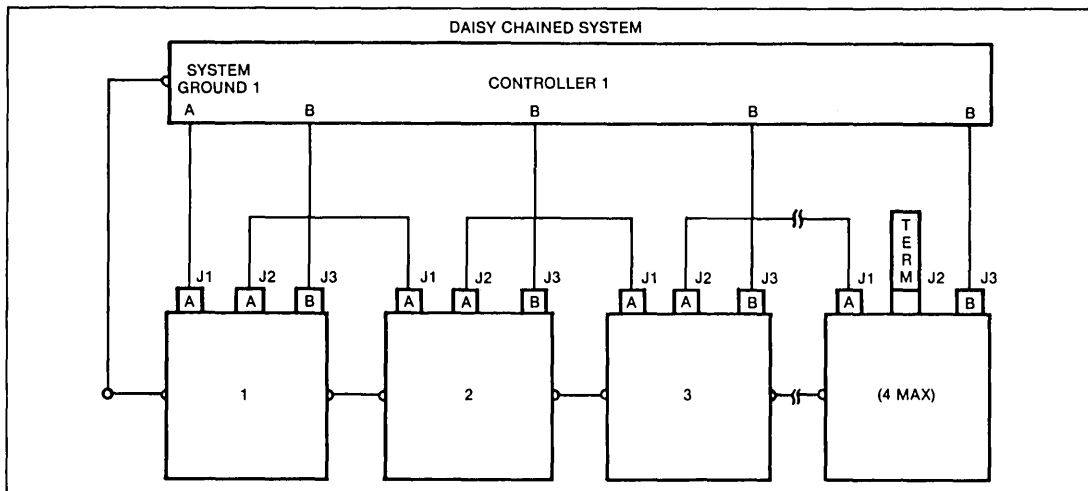 DAISY CHAINED SYSTEM
SYSTEM
GROUND 1
CONTROLLER 1
A B B B B
J1 J2 J3 J1 J2 J3 J1 J2 J3 J1 TERM J2 J3
A A B A A B A A B A B
1 2 3 (4 MAX)